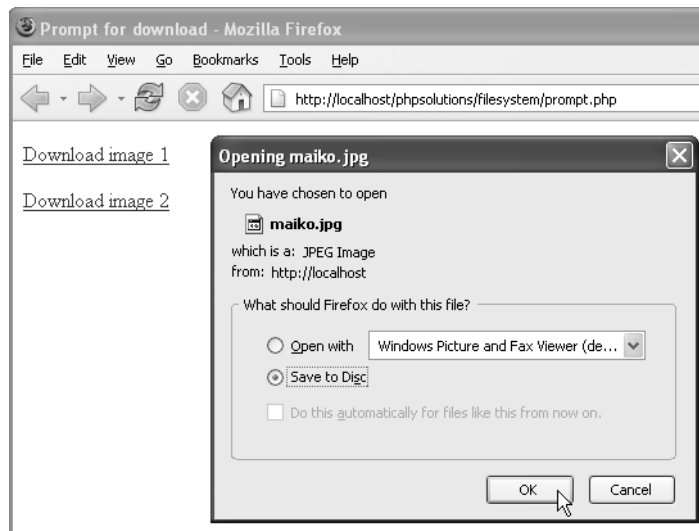 Prompt for download - Mozilla Firefox
File Edit View Go Bookmarks Tools Help
http://localhost/phpsolutions/filesystem/prompt.php
Download image 1
Download image 2
Opening maiko.jpg
You have chosen to open
maiko.jpg
which is a: JPEG Image
from: http://localhost
What should Firefox do with this file?
Open with Windows Picture and Fax Viewer (de...
Save to Disc
Do this automatically for files like this from now on.
OK Cancel